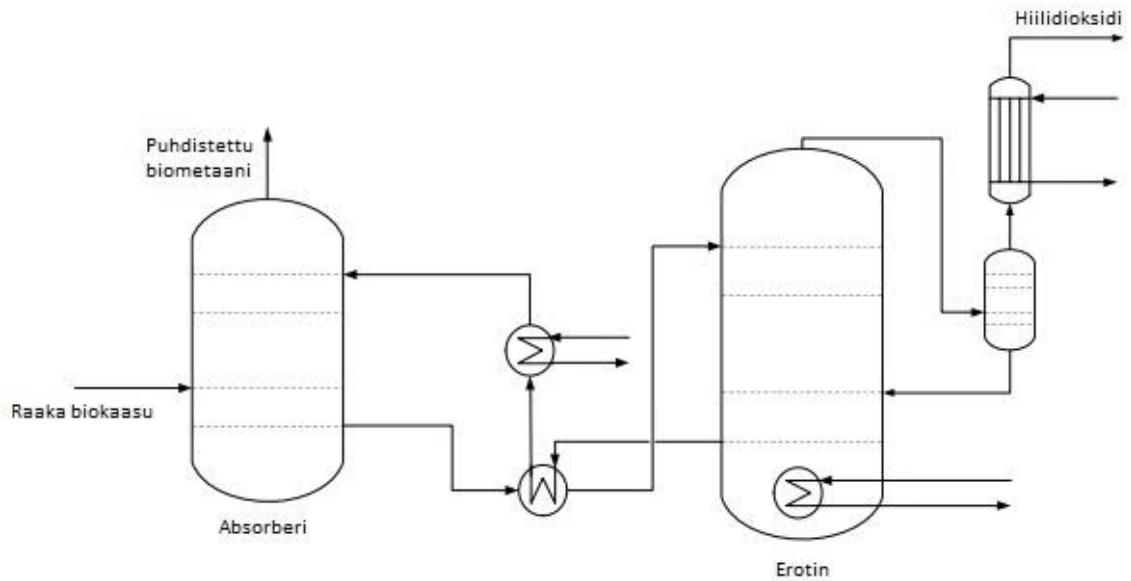 Hiilidioksidi
Puhdistettu
biometaani
Raaka biokaasu
Absorberi
Erotin